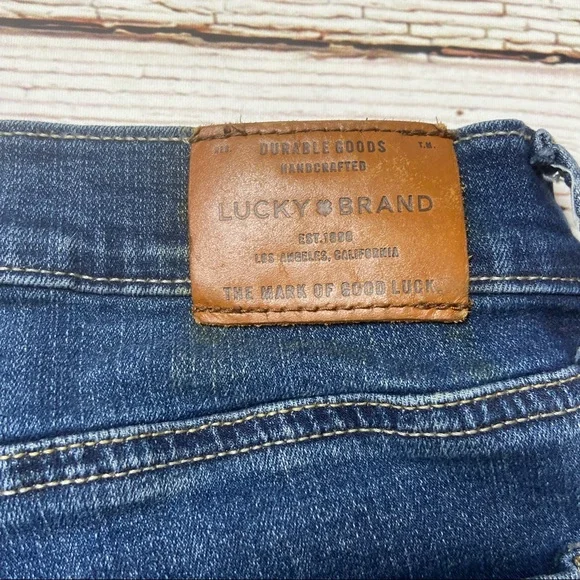 DURABLE GOODS
T.M.
HANDCRAFTED
LUCKY BRAND
EST. 1990
LOS ANGELES, CALIFORNIA
THE MARK OF GOOD LUCK.